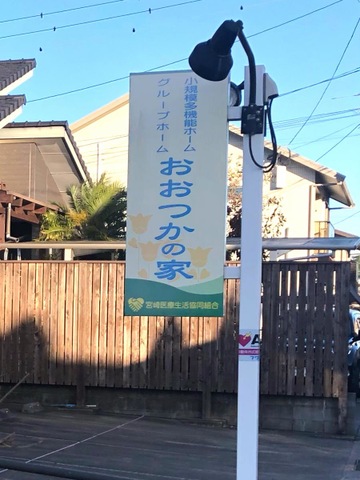 小規模多機能ホーム
グループホーム
おおつかの家
宮崎医療生活協同組合